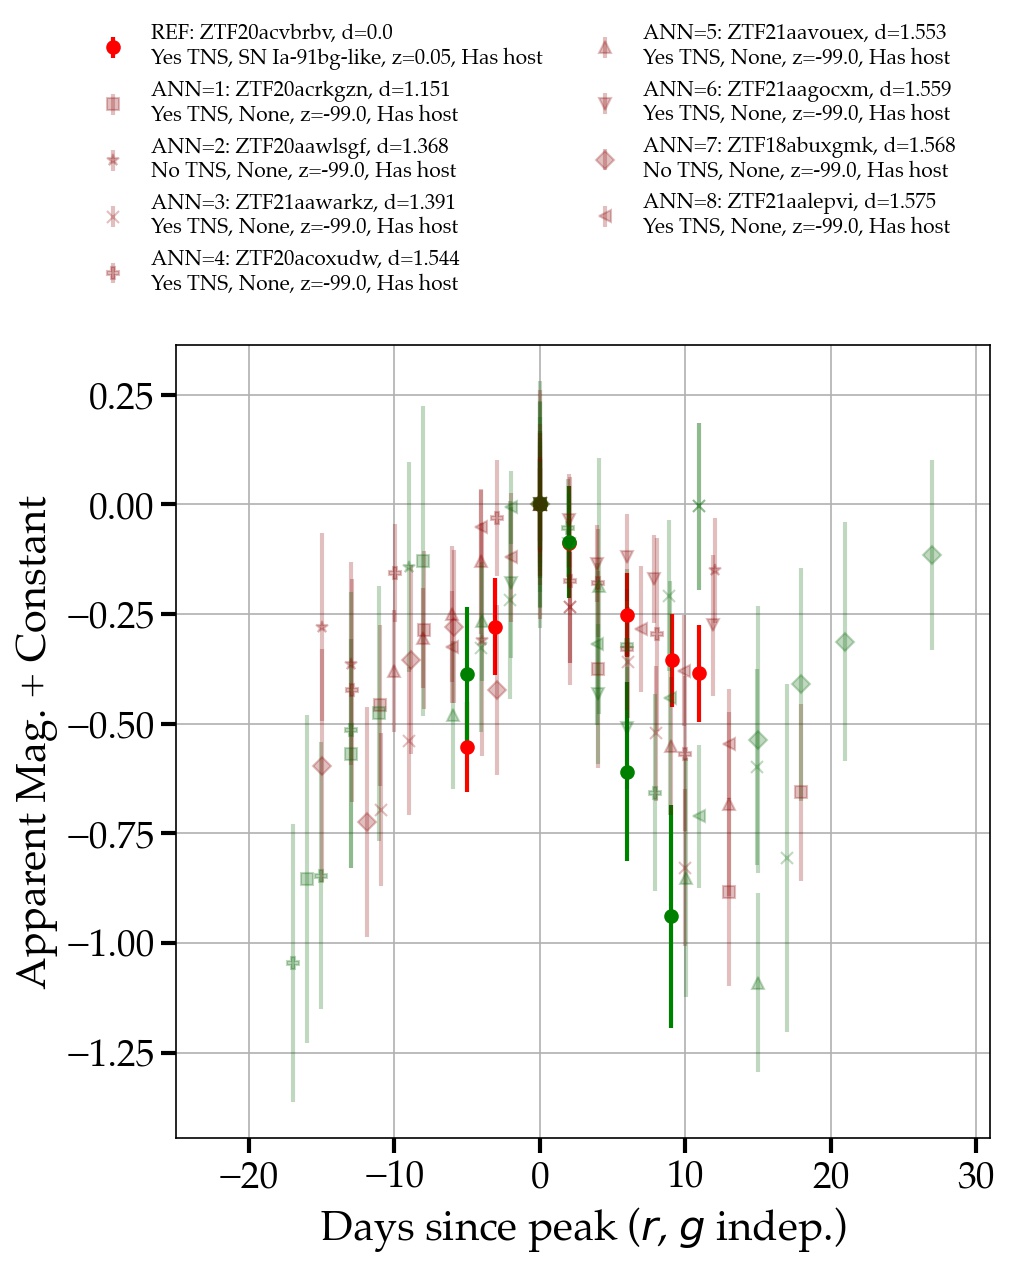 REF: ZTF20acvbrbv, d=0.0
Yes TNS, SN Ia-91bg-like, z=0.05, Has host
ANN=1: ZTF20acrkgzn, d=1.151
Yes TNS, None, z=-99.0, Has host
ANN=2: ZTF20aawlsgf, d=1.368
No TNS, None, z=-99.0, Has host
ANN=3: ZTF21aawarkz, d=1.391
Yes TNS, None, z=-99.0, Has host
ANN=4: ZTF20acoxudw, d=1.544
Yes TNS, None, z=-99.0, Has host
ANN=5: ZTF21aavouex, d=1.553
Yes TNS, None, z=-99.0, Has host
ANN=6: ZTF21aagocxm, d=1.559
Yes TNS, None, z=-99.0, Has host
ANN=7: ZTF18abuxgmk, d=1.568
No TNS, None, z=-99.0, Has host
ANN=8: ZTF21aalepvi, d=1.575
Yes TNS, None, z=-99.0, Has host
Apparent Mag. + Constant
0.25
0.00
−0.25
−0.50
−0.75
−1.00
−1.25
−20
−10
0
10
20
30
Days since peak (r, g indep.)